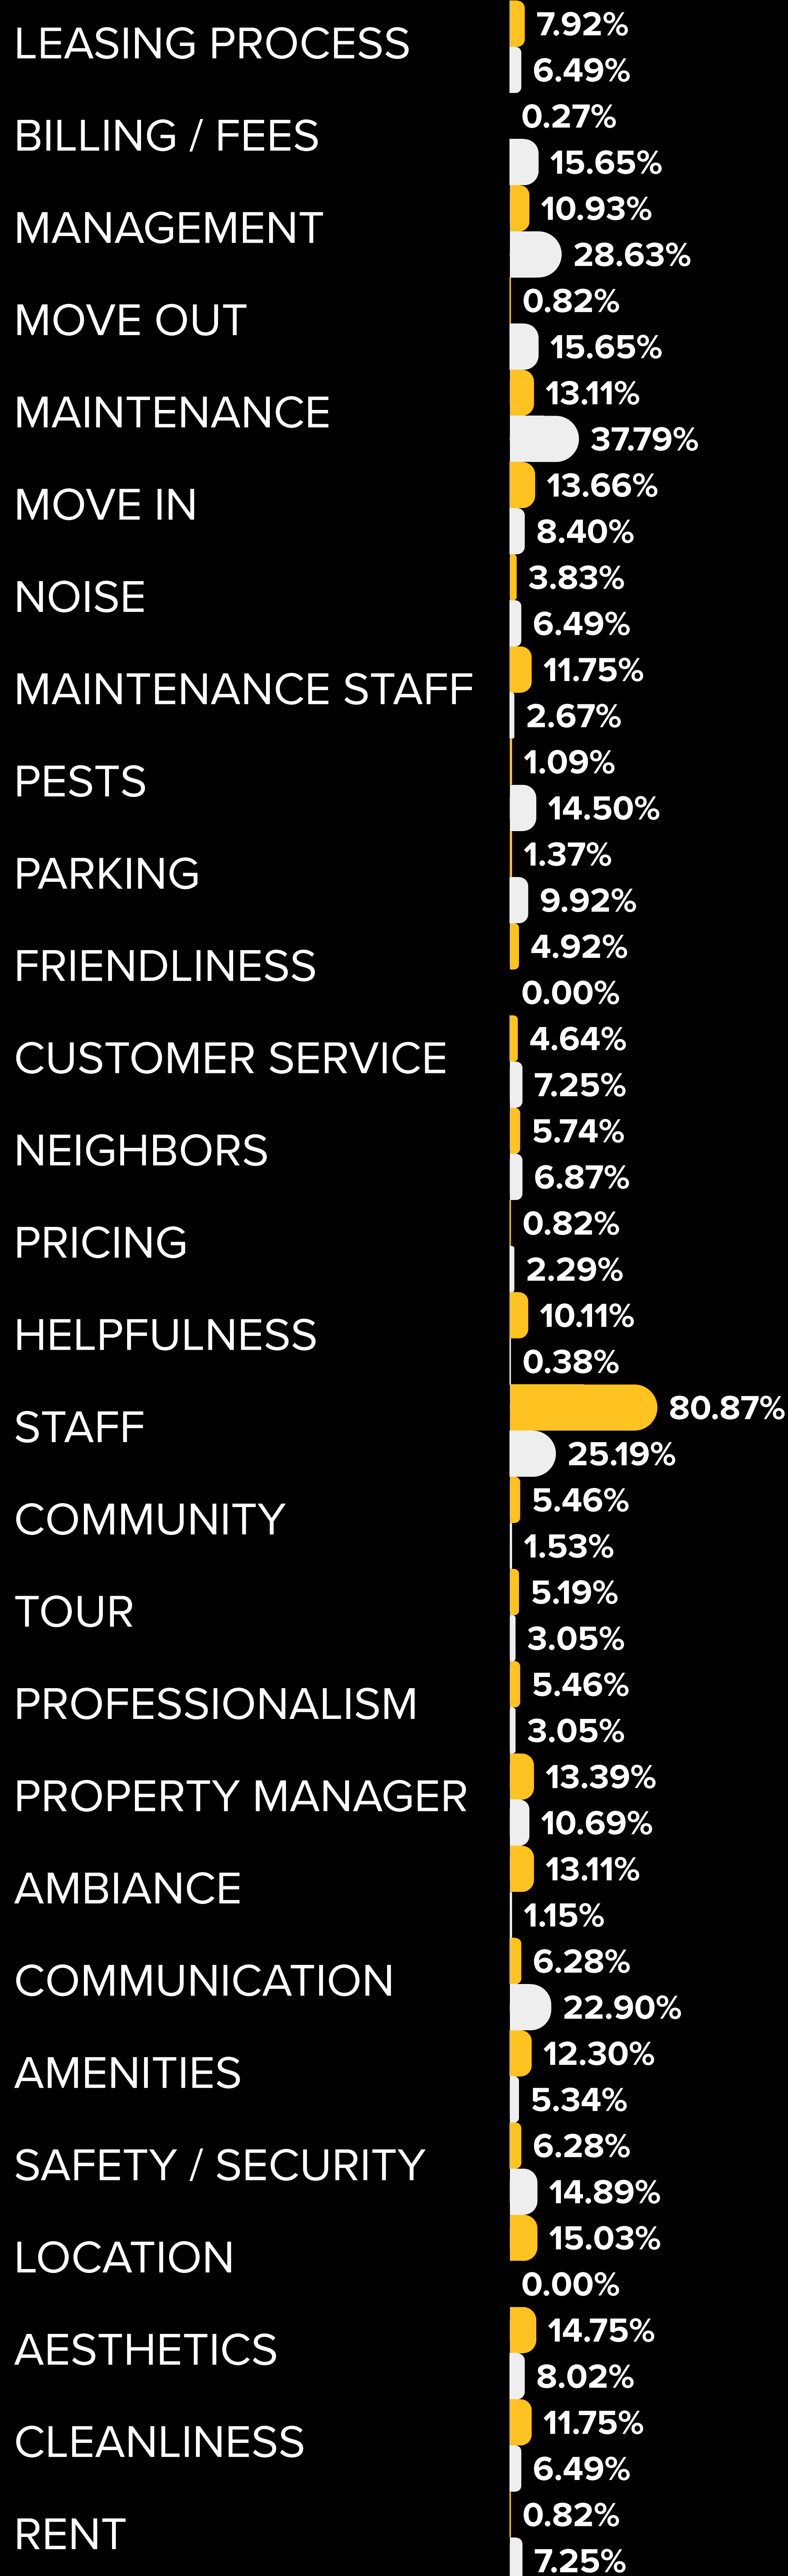 LEASING PROCESS
7.92%
6.49%
BILLING / FEES
0.27%
15.65%
MANAGEMENT
10.93%
28.63%
MOVE OUT
0.82%
15.65%
MAINTENANCE
13.11%
37.79%
MOVE IN
13.66%
8.40%
NOISE
3.83%
6.49%
MAINTENANCE STAFF
11.75%
2.67%
PESTS
1.09%
14.50%
PARKING
1.37%
9.92%
FRIENDLINESS
4.92%
0.00%
CUSTOMER SERVICE
4.64%
7.25%
NEIGHBORS
5.74%
6.87%
PRICING
0.82%
2.29%
HELPFULNESS
10.11%
0.38%
STAFF
80.87%
25.19%
COMMUNITY
5.46%
1.53%
TOUR
5.19%
3.05%
PROFESSIONALISM
5.46%
3.05%
PROPERTY MANAGER
13.39%
10.69%
AMBIANCE
13.11%
1.15%
COMMUNICATION
6.28%
22.90%
AMENITIES
12.30%
5.34%
SAFETY / SECURITY
6.28%
14.89%
LOCATION
15.03%
0.00%
AESTHETICS
14.75%
8.02%
CLEANLINESS
11.75%
6.49%
RENT
0.82%
7.25%